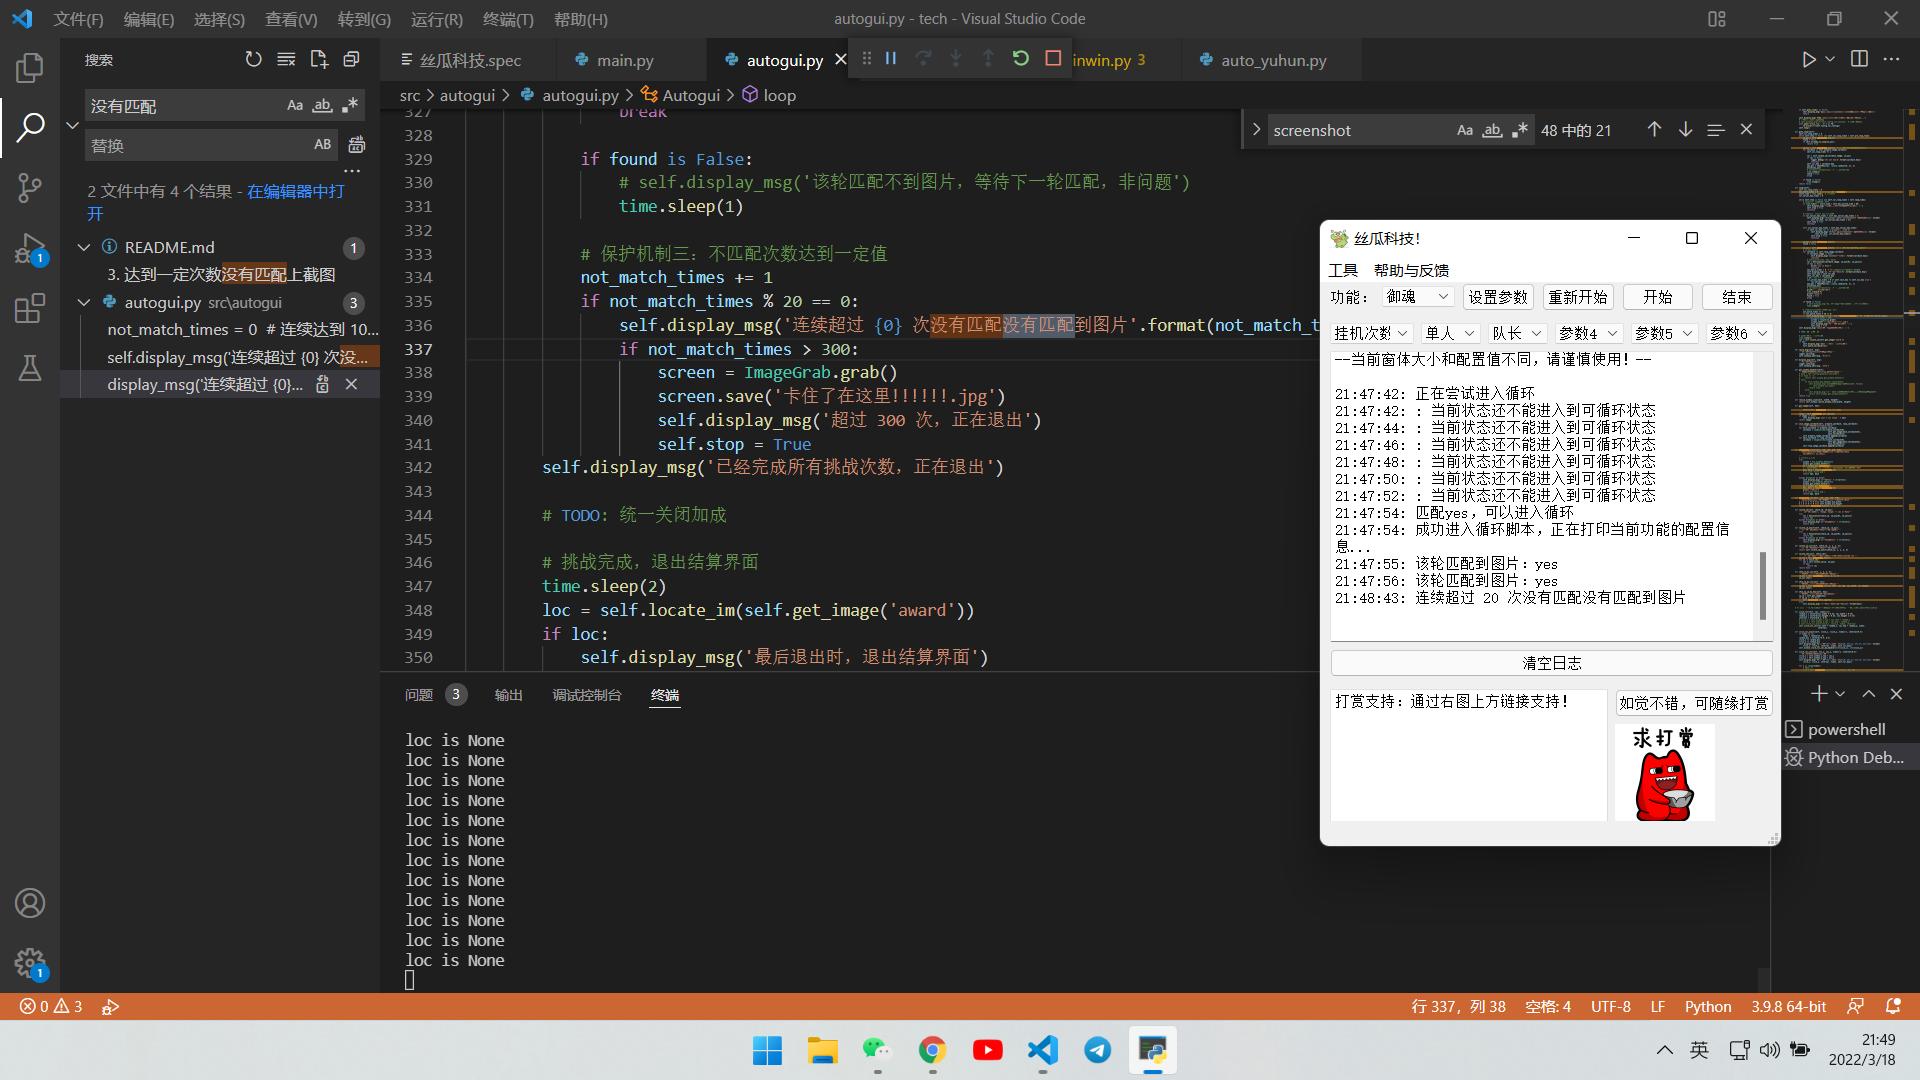 文件(F) 编辑(E) 选择(S) 查看(V) 转到(G) 运行(R) 终端(T) 帮助(H)
autogui.py - tech - Visual Studio Code
搜索
没有匹配
Aa ab
替换
AB
2 文件中有 4 个结果 - 在编辑器中打
开
README.md 1
3. 达到一定次数没有匹配上截图
autogui.py src\autogui 3
not_match_times = 0 # 连续达到 10...
self.display_msg('连续超过 {0} 次没...
display_msg('连续超过 {0}...
1
1
丝瓜科技.spec
main.py
autogui.py
inwin.py 3
auto_yuhun.py
src > autogui > autogui.py > Autogui > loop
screenshot
Aa ab
48 中的 21
327 break
328
329 if found is False:
330 # self.display_msg('该轮匹配不到图片，等待下一轮匹配，非问题')
331 time.sleep(1)
332
333 # 保护机制三：不匹配次数达到一定值
334 not_match_times += 1
335 if not_match_times % 20 == 0:
336 self.display_msg('连续超过 {0} 次没有匹配没有匹配到图片'.format(not_match_t
337 if not_match_times > 300:
338 screen = ImageGrab.grab()
339 screen.save('卡住了在这里!!!!!!.jpg')
340 self.display_msg('超过 300 次，正在退出')
341 self.stop = True
342 self.display_msg('已经完成所有挑战次数，正在退出')
343
344 # TODO: 统一关闭加成
345
346 # 挑战完成，退出结算界面
347 time.sleep(2)
348 loc = self.locate_im(self.get_image('award'))
349 if loc:
350 self.display_msg('最后退出时，退出结算界面')
问题 3 输出 调试控制台 终端
loc is None
loc is None
loc is None
loc is None
loc is None
loc is None
loc is None
loc is None
loc is None
loc is None
loc is None
loc is None
powershell
Python Deb...
丝瓜科技!
工具 帮助与反馈
功能： 御魂 设置参数 重新开始 开始 结束
挂机次数 单人 队长 参数4 参数5 参数6
--当前窗体大小和配置值不同，请谨慎使用！--
21:47:42: 正在尝试进入循环
21:47:42: : 当前状态还不能进入到可循环状态
21:47:44: : 当前状态还不能进入到可循环状态
21:47:46: : 当前状态还不能进入到可循环状态
21:47:48: : 当前状态还不能进入到可循环状态
21:47:50: : 当前状态还不能进入到可循环状态
21:47:52: : 当前状态还不能进入到可循环状态
21:47:54: 匹配yes，可以进入循环
21:47:54: 成功进入循环脚本，正在打印当前功能的配置信
息...
21:47:55: 该轮匹配到图片：yes
21:47:56: 该轮匹配到图片：yes
21:48:43: 连续超过 20 次没有匹配没有匹配到图片
清空日志
打赏支持：通过右图上方链接支持！
如觉不错，可随缘打赏
求打赏
0 3
行 337，列 38 空格: 4 UTF-8 LF Python 3.9.8 64-bit
英
21:49
2022/3/18